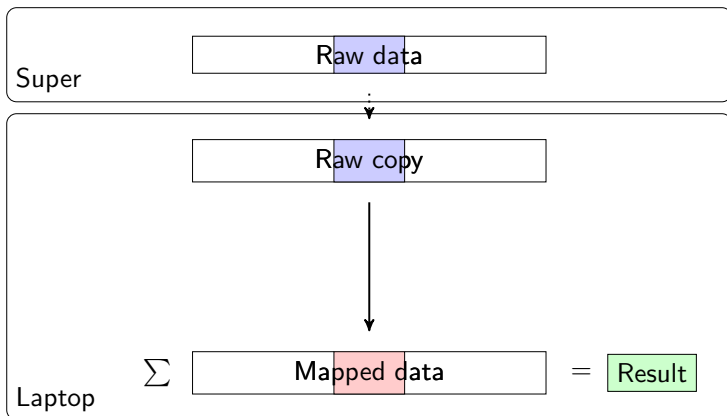 Raw data
Super
Raw copy
∑ Mapped data = Result
Laptop